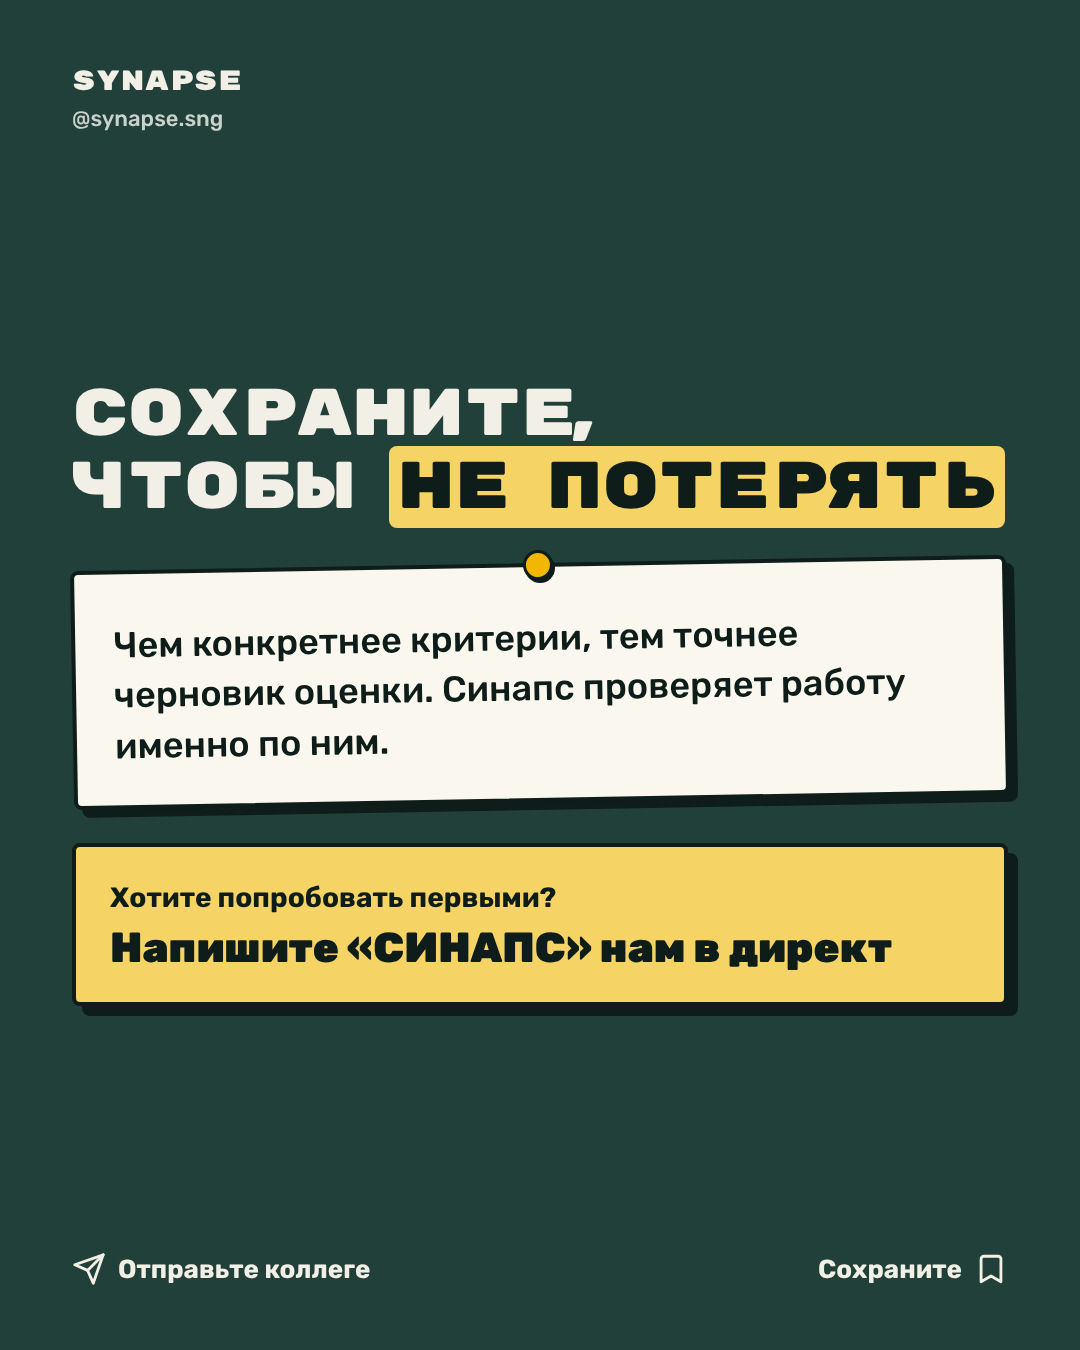 SYNAPSE
@synapse.sng
СОХРАНИТЕ,
ЧТОБЫ НЕ ПОТЕРЯТЬ
Чем конкретнее критерии, тем точнее
черновик оценки. Синапс проверяет работу
именно по ним.
Хотите попробовать первыми?
Напишите «СИНАПС» нам в директ
Отправьте коллеге
Сохраните